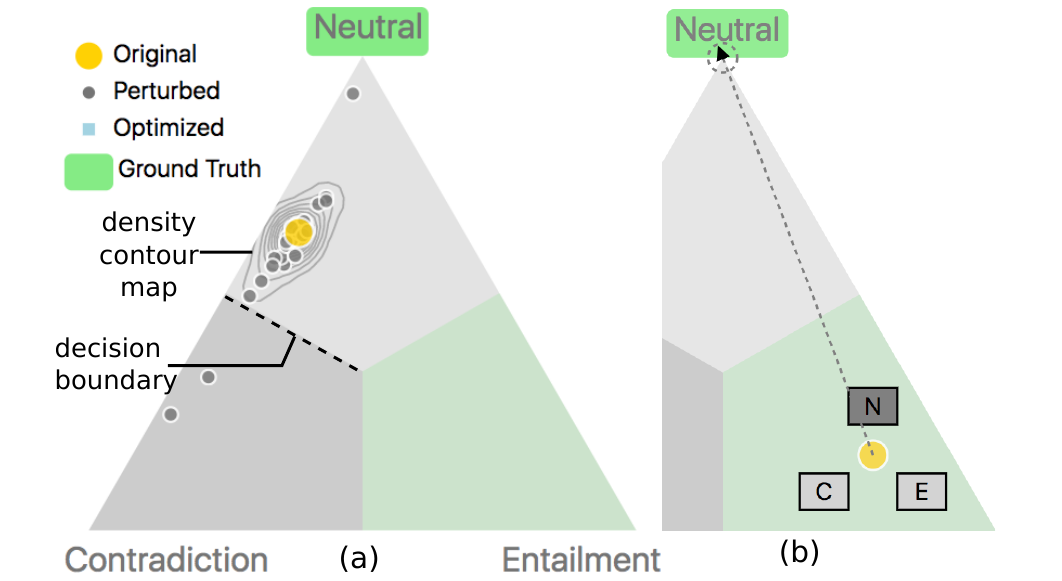 Neutral
Original
Perturbed
Optimized
Ground Truth
density
contour
map
decision
boundary
Contradiction
(a)
Entailment
Neutral
N
C
E
(b)